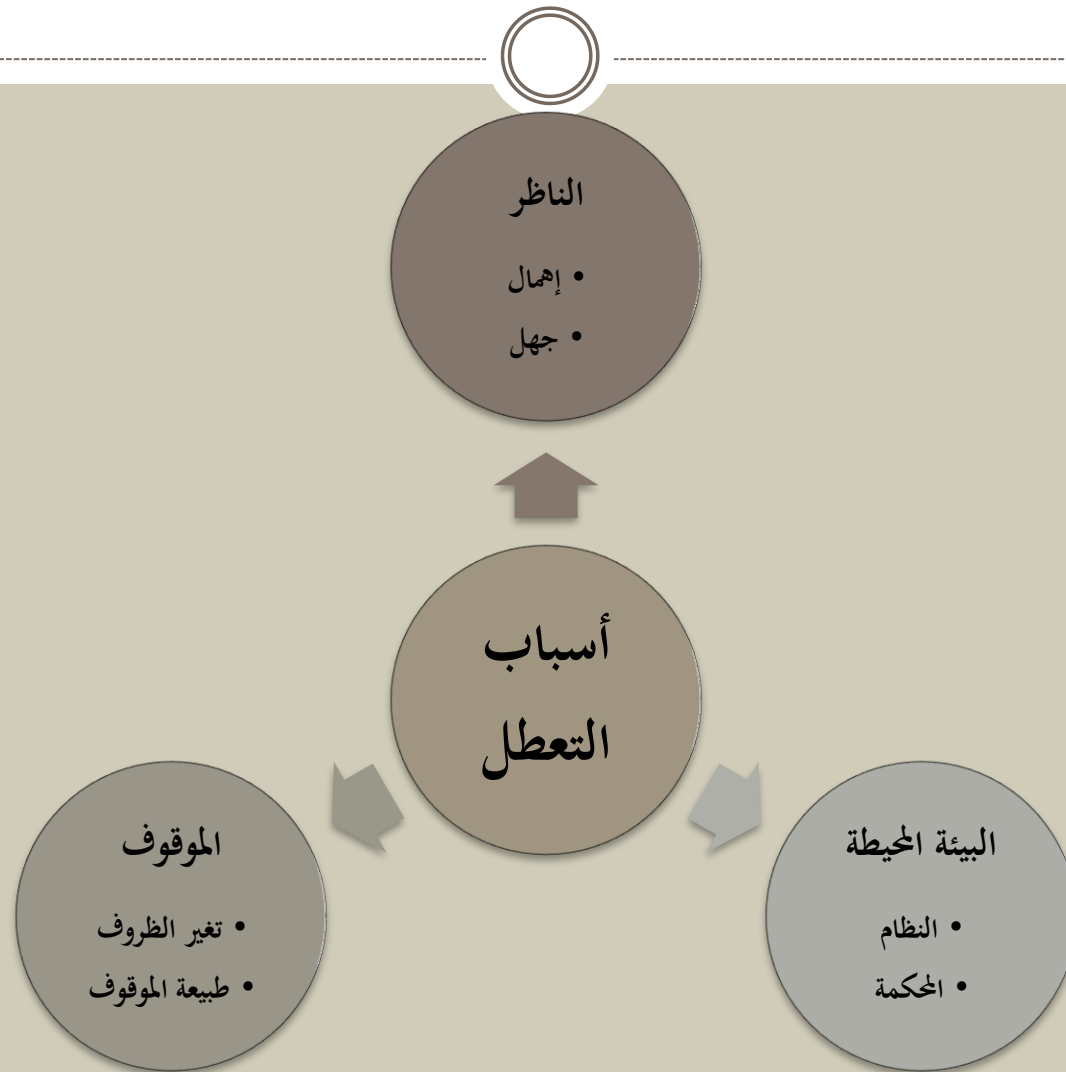 الناظر
• إهمال
• جهل
أسباب
التعطل
البيئة المحيطة
• النظام
• المحكمة
الموقوف
• تغير الظروف
• طبيعة الموقوف